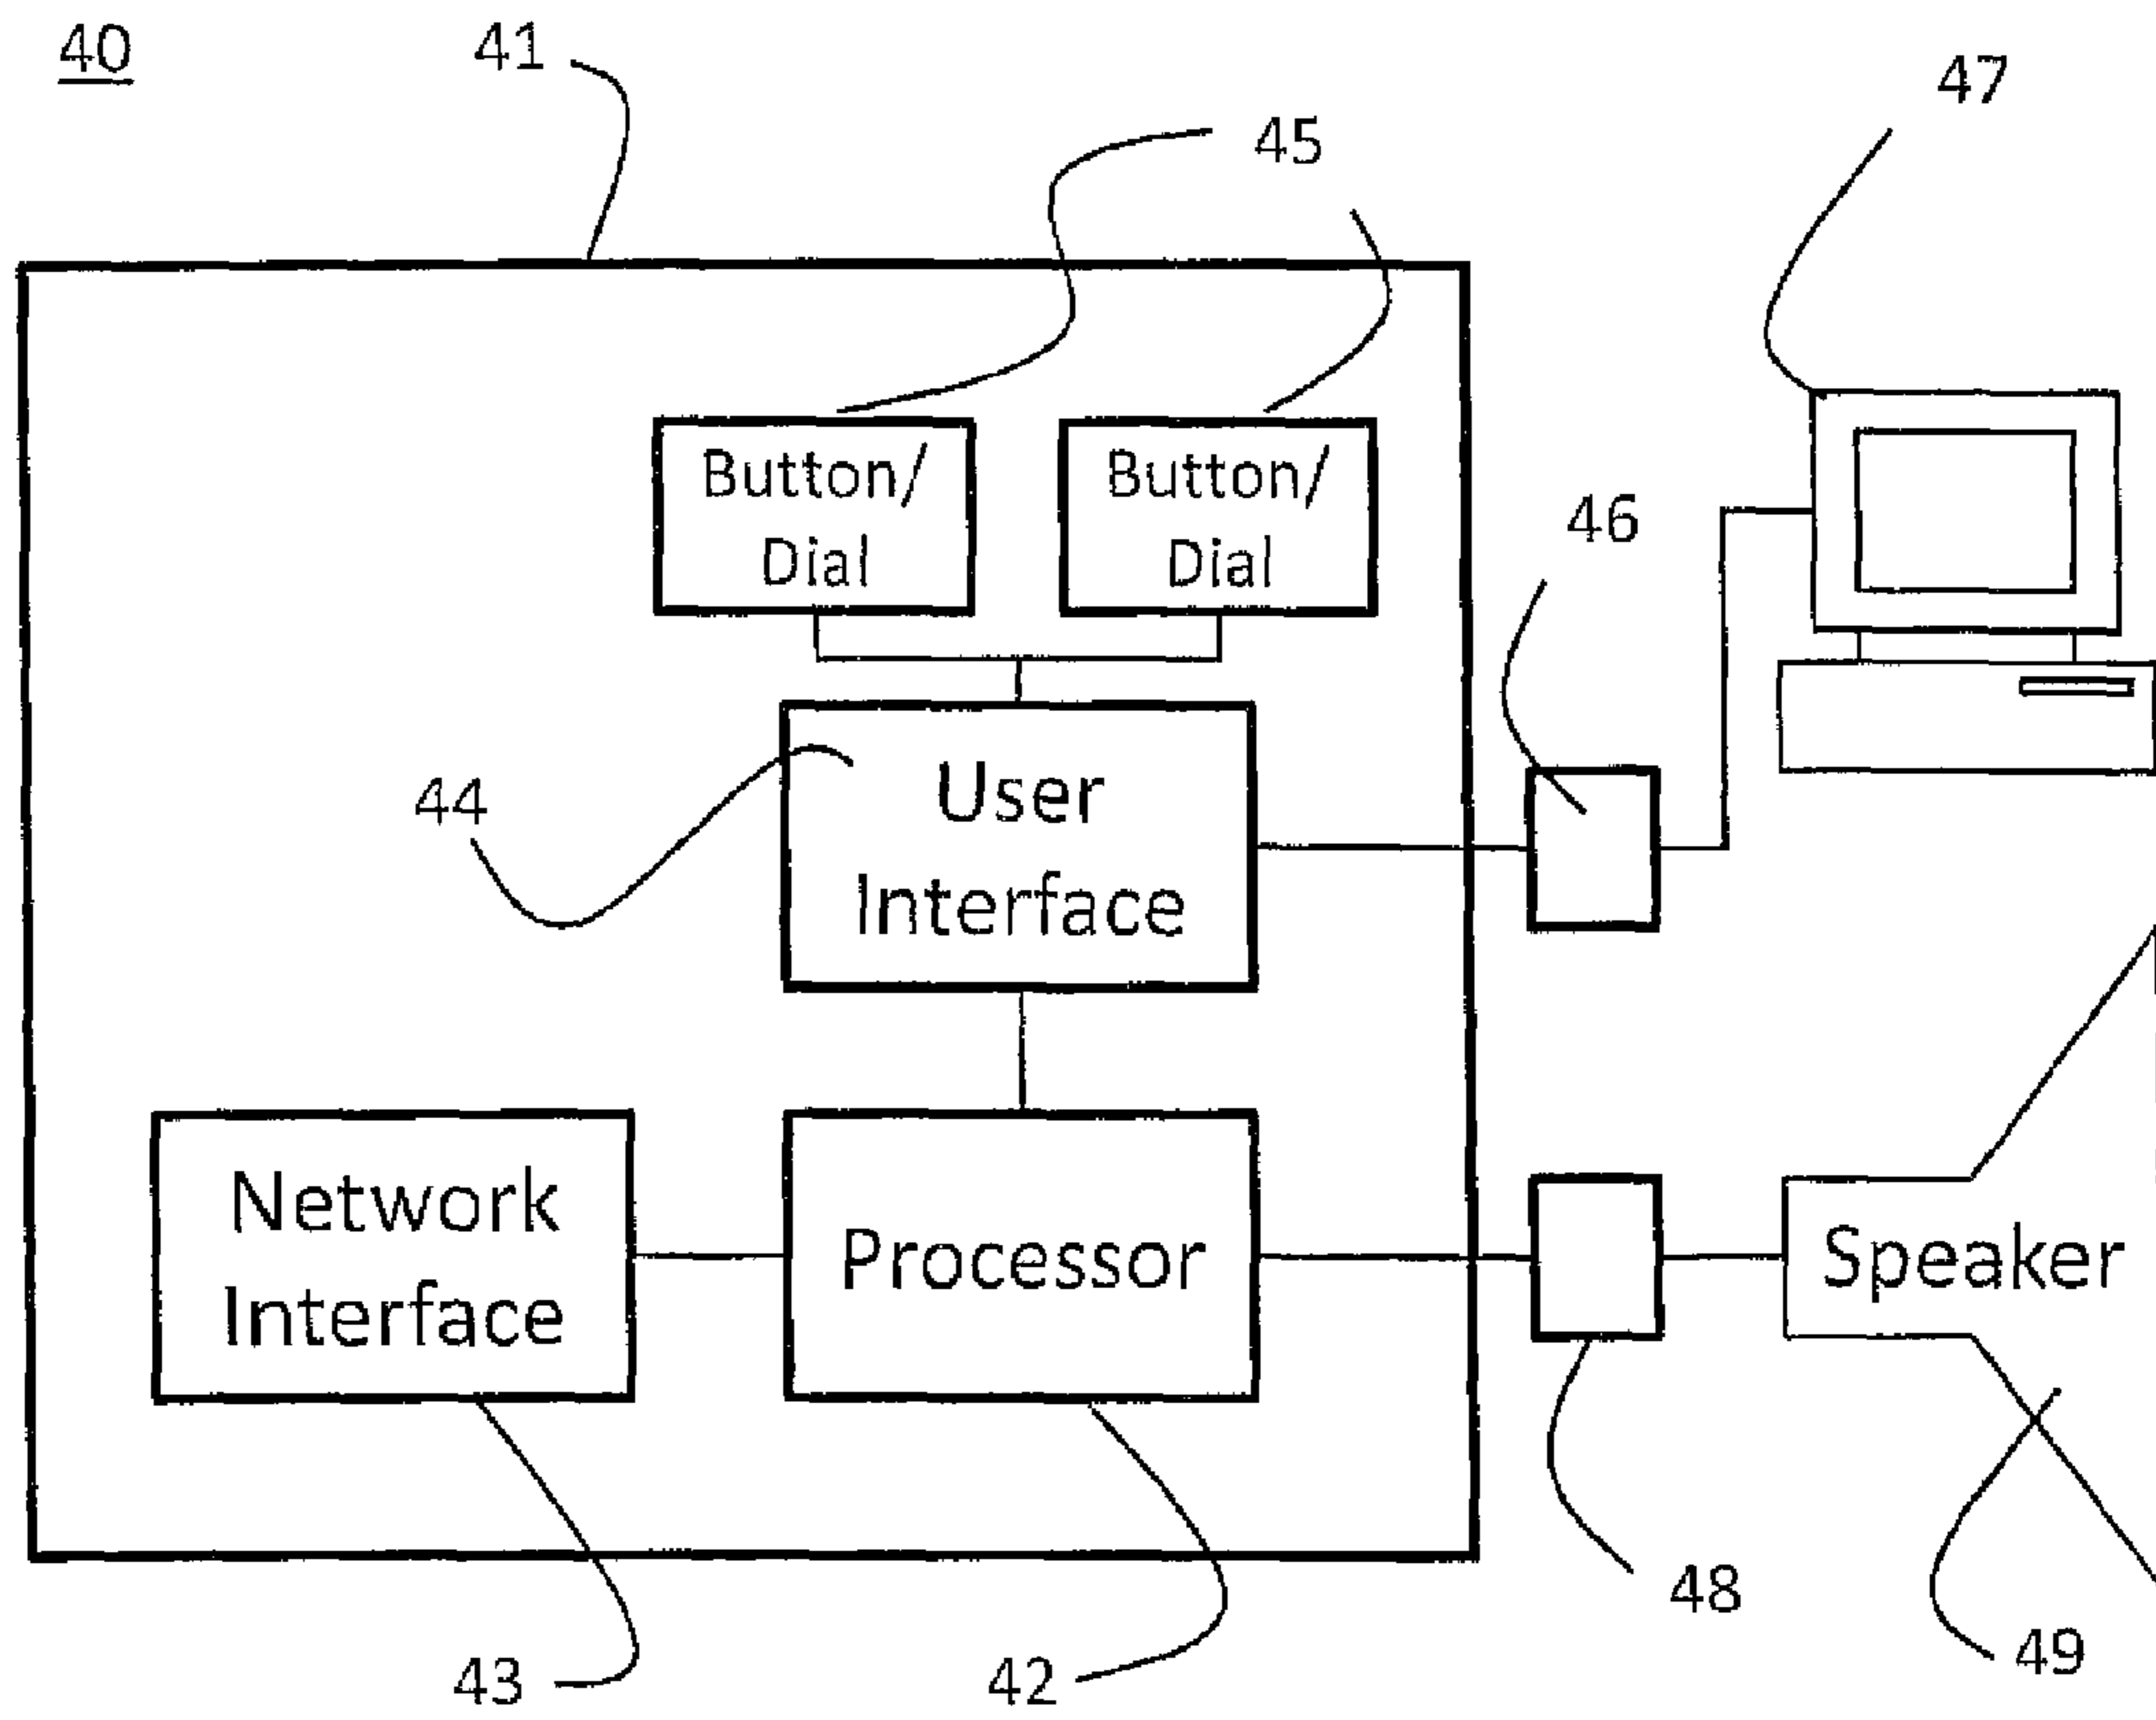 40
41
47
45
Button/
Dial
Button/
Dial
46
44
User
Interface
Network
Interface
Processor
Speaker
48
43
42
49